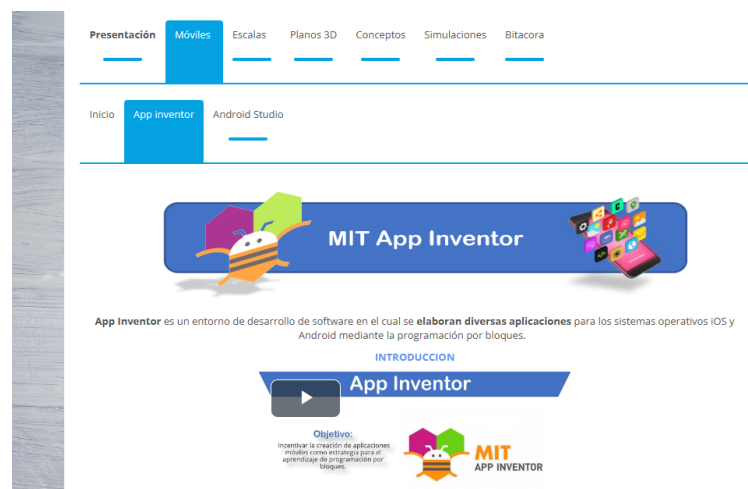 Presentación Móviles Escalas Planos 3D Conceptos Simulaciones Bitacora
Inicio App inventor Android Studio
MIT App Inventor
App Inventor es un entorno de desarrollo de software en el cual se elaboran diversas aplicaciones para los sistemas operativos iOS y
Android mediante la programación por bloques.
INTRODUCCION
App Inventor
Objetivo:
Incentivar la creación de aplicaciones
móviles como estrategia para el
aprendizaje de programación por
bloques.
MIT
APP INVENTOR